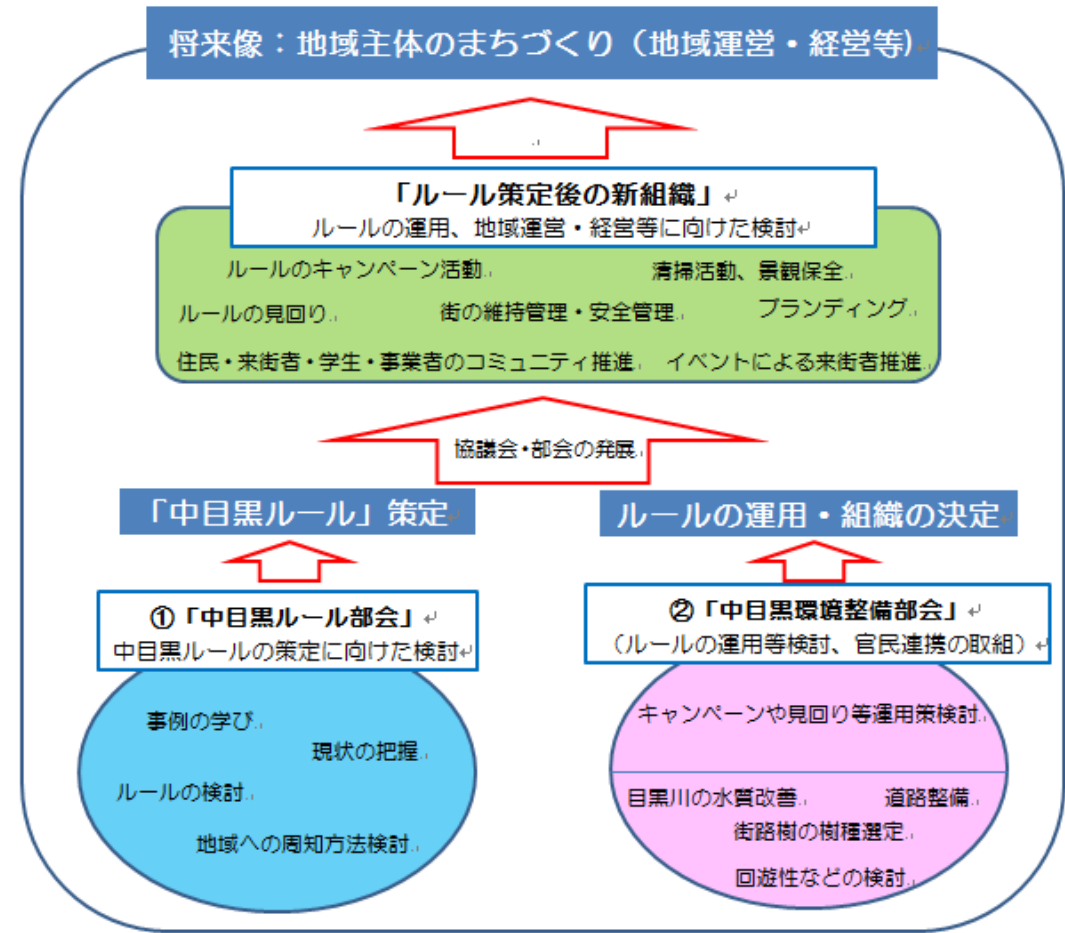 将来像：地域主体のまちづくり（地域運営・経営等)
「ルール策定後の新組織」
ルールの運用、地域運営・経営等に向けた検討
ルールのキャンペーン活動
清掃活動、景観保全
ルールの見回り
街の維持管理・安全管理
ブランディング
住民・来街者・学生・事業者のコミュニティ推進
イベントによる来街者推進
協議会・部会の発展
「中目黒ルール」策定
ルールの運用・組織の決定
①「中目黒ルール部会」
中目黒ルールの策定に向けた検討
事例の学び
現状の把握
ルールの検討
地域への周知方法検討
②「中目黒環境整備部会」
（ルールの運用等検討、官民連携の取組）
キャンペーンや見回り等運用策検討
目黒川の水質改善
道路整備
街路樹の樹種選定
回遊性などの検討